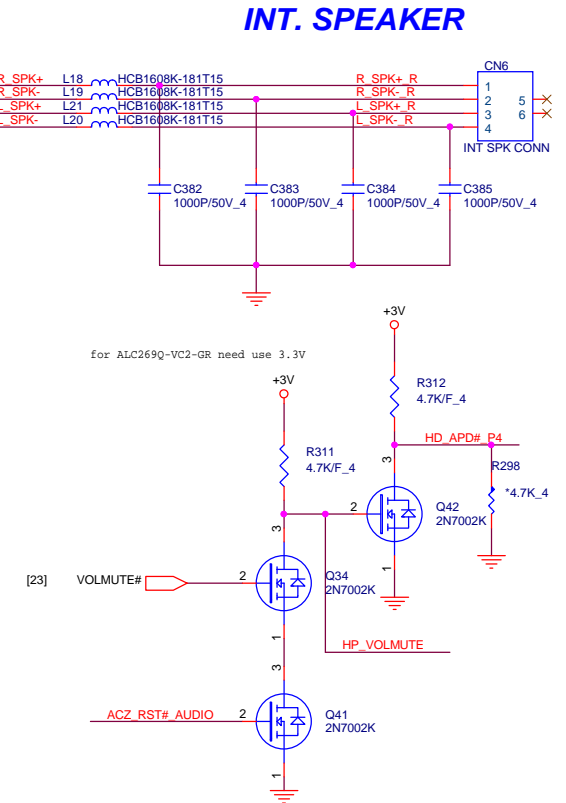 INT. SPEAKER
CN6
R_SPK+ L18 HCB1608K-181T15 R_SPK+_R 1
R_SPK- L19 HCB1608K-181T15 R_SPK-_R 2 5
L_SPK+ L21 HCB1608K-181T15 L_SPK+_R 3 6
L_SPK- L20 HCB1608K-181T15 L_SPK-_R 4
INT SPK CONN
C382 C383 C384 C385
1000P/50V_4 1000P/50V_4 1000P/50V_4 1000P/50V_4
+3V
for ALC269Q-VC2-GR need use 3.3V
+3V
R312
4.7K/F_4
HD_APD#_P4
R311
4.7K/F_4
3
R298
*4.7K_4
2
Q42
2N7002K
3
1
[23] VOLMUTE# 2
Q34
2N7002K
1
HP_VOLMUTE
3
ACZ_RST#_AUDIO 2
Q41
2N7002K
1